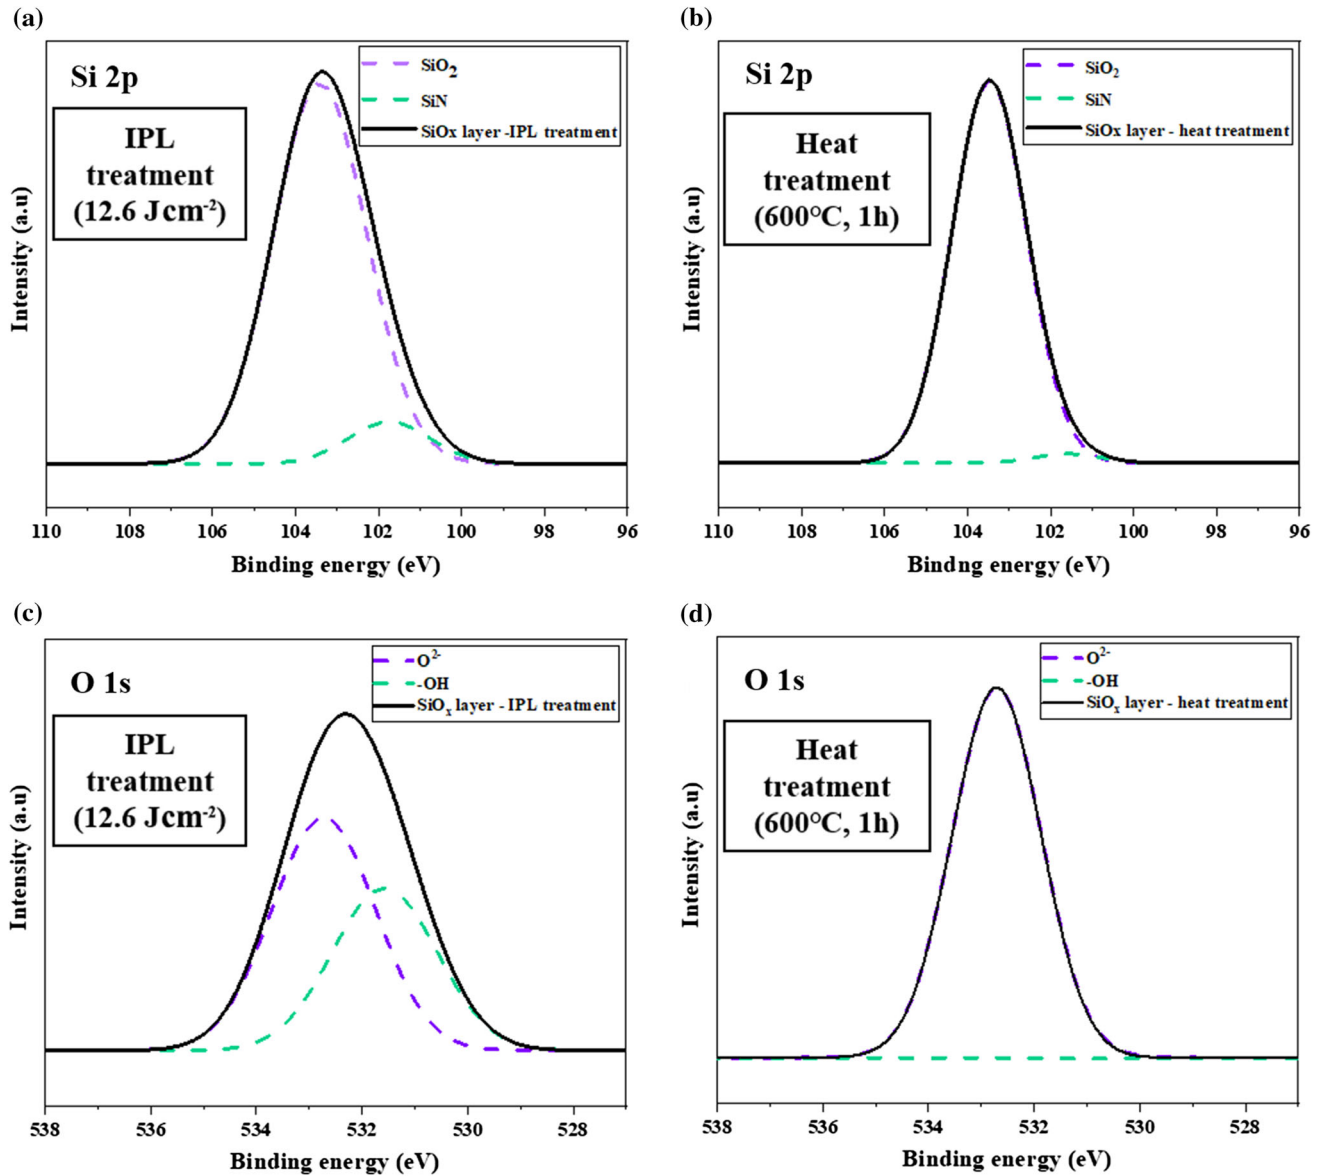 (a)
Si 2p
IPL
treatment
(12.6 Jcm-2)
SiO2
SiN
SiOx layer -IPL treatment
Intensity (a.u)
110 108 106 104 102 100 98 96
Binding energy (eV)
(b)
Si 2p
Heat
treatment
(600°C, 1h)
SiO2
SiN
SiOx layer - heat treatment
Intensity (a.u)
110 108 106 104 102 100 98 96
Bindng energy (eV)
(c)
O 1s
IPL
treatment
(12.6 Jcm-2)
O2-
-OH
SiOx layer - IPL treatment
Intensity (a.u)
538 536 534 532 530 528
Binding energy (eV)
(d)
O 1s
Heat
treatment
(600°C, 1h)
O2-
-OH
SiOx layer - heat treatment
Intensity (a.u)
538 536 534 532 530 528
Binding energy (eV)